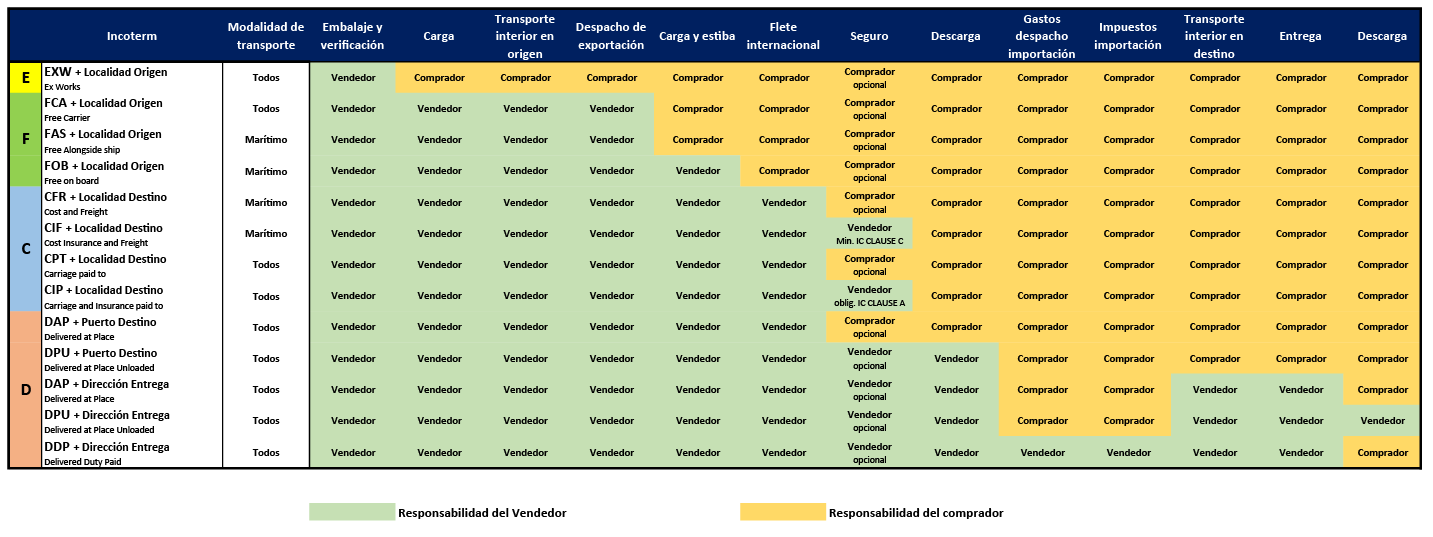 Incoterm Modalidad de transporte Embalaje y verificación Carga Transporte interior en origen Despacho de exportación Carga y estiba Flete internacional Seguro Descarga Gastos despacho importación Impuestos importación Transporte interior en destino Entrega Descarga
E EXW + Localidad Origen Ex Works Todos Vendedor Comprador Comprador Comprador Comprador Comprador Comprador opcional Comprador Comprador Comprador Comprador Comprador Comprador
F
FCA + Localidad Origen Free Carrier Todos Vendedor Vendedor Vendedor Vendedor Comprador Comprador Comprador opcional Comprador Comprador Comprador Comprador Comprador Comprador
FAS + Localidad Origen Free Alongside ship Marítimo Vendedor Vendedor Vendedor Vendedor Comprador Comprador Comprador opcional Comprador Comprador Comprador Comprador Comprador Comprador
FOB + Localidad Origen Free on board Marítimo Vendedor Vendedor Vendedor Vendedor Vendedor Comprador Comprador opcional Comprador Comprador Comprador Comprador Comprador Comprador
C
CFR + Localidad Destino Cost and Freight Marítimo Vendedor Vendedor Vendedor Vendedor Vendedor Vendedor Comprador opcional Comprador Comprador Comprador Comprador Comprador Comprador
CIF + Localidad Destino Cost Insurance and Freight Marítimo Vendedor Vendedor Vendedor Vendedor Vendedor Vendedor Vendedor Min. IC CLAUSE C Comprador Comprador Comprador Comprador Comprador Comprador
CPT + Localidad Destino Carriage paid to Todos Vendedor Vendedor Vendedor Vendedor Vendedor Vendedor Comprador opcional Comprador Comprador Comprador Comprador Comprador Comprador
CIP + Localidad Destino Carriage and Insurance paid to Todos Vendedor Vendedor Vendedor Vendedor Vendedor Vendedor Vendedor oblig. IC CLAUSE A Comprador Comprador Comprador Comprador Comprador Comprador
D
DAP + Puerto Destino Delivered at Place Todos Vendedor Vendedor Vendedor Vendedor Vendedor Vendedor Comprador opcional Comprador Comprador Comprador Comprador Comprador Comprador
DPU + Puerto Destino Delivered at Place Unloaded Todos Vendedor Vendedor Vendedor Vendedor Vendedor Vendedor Vendedor opcional Vendedor Comprador Comprador Comprador Comprador Comprador
DAP + Dirección Entrega Delivered at Place Todos Vendedor Vendedor Vendedor Vendedor Vendedor Vendedor Vendedor opcional Vendedor Comprador Comprador Vendedor Vendedor Comprador
DPU + Dirección Entrega Delivered at Place Unloaded Todos Vendedor Vendedor Vendedor Vendedor Vendedor Vendedor Vendedor opcional Vendedor Comprador Comprador Vendedor Vendedor Vendedor
DDP + Dirección Entrega Delivered Duty Paid Todos Vendedor Vendedor Vendedor Vendedor Vendedor Vendedor Vendedor opcional Vendedor Vendedor Vendedor Vendedor Vendedor Comprador
Responsabilidad del Vendedor
Responsabilidad del comprador